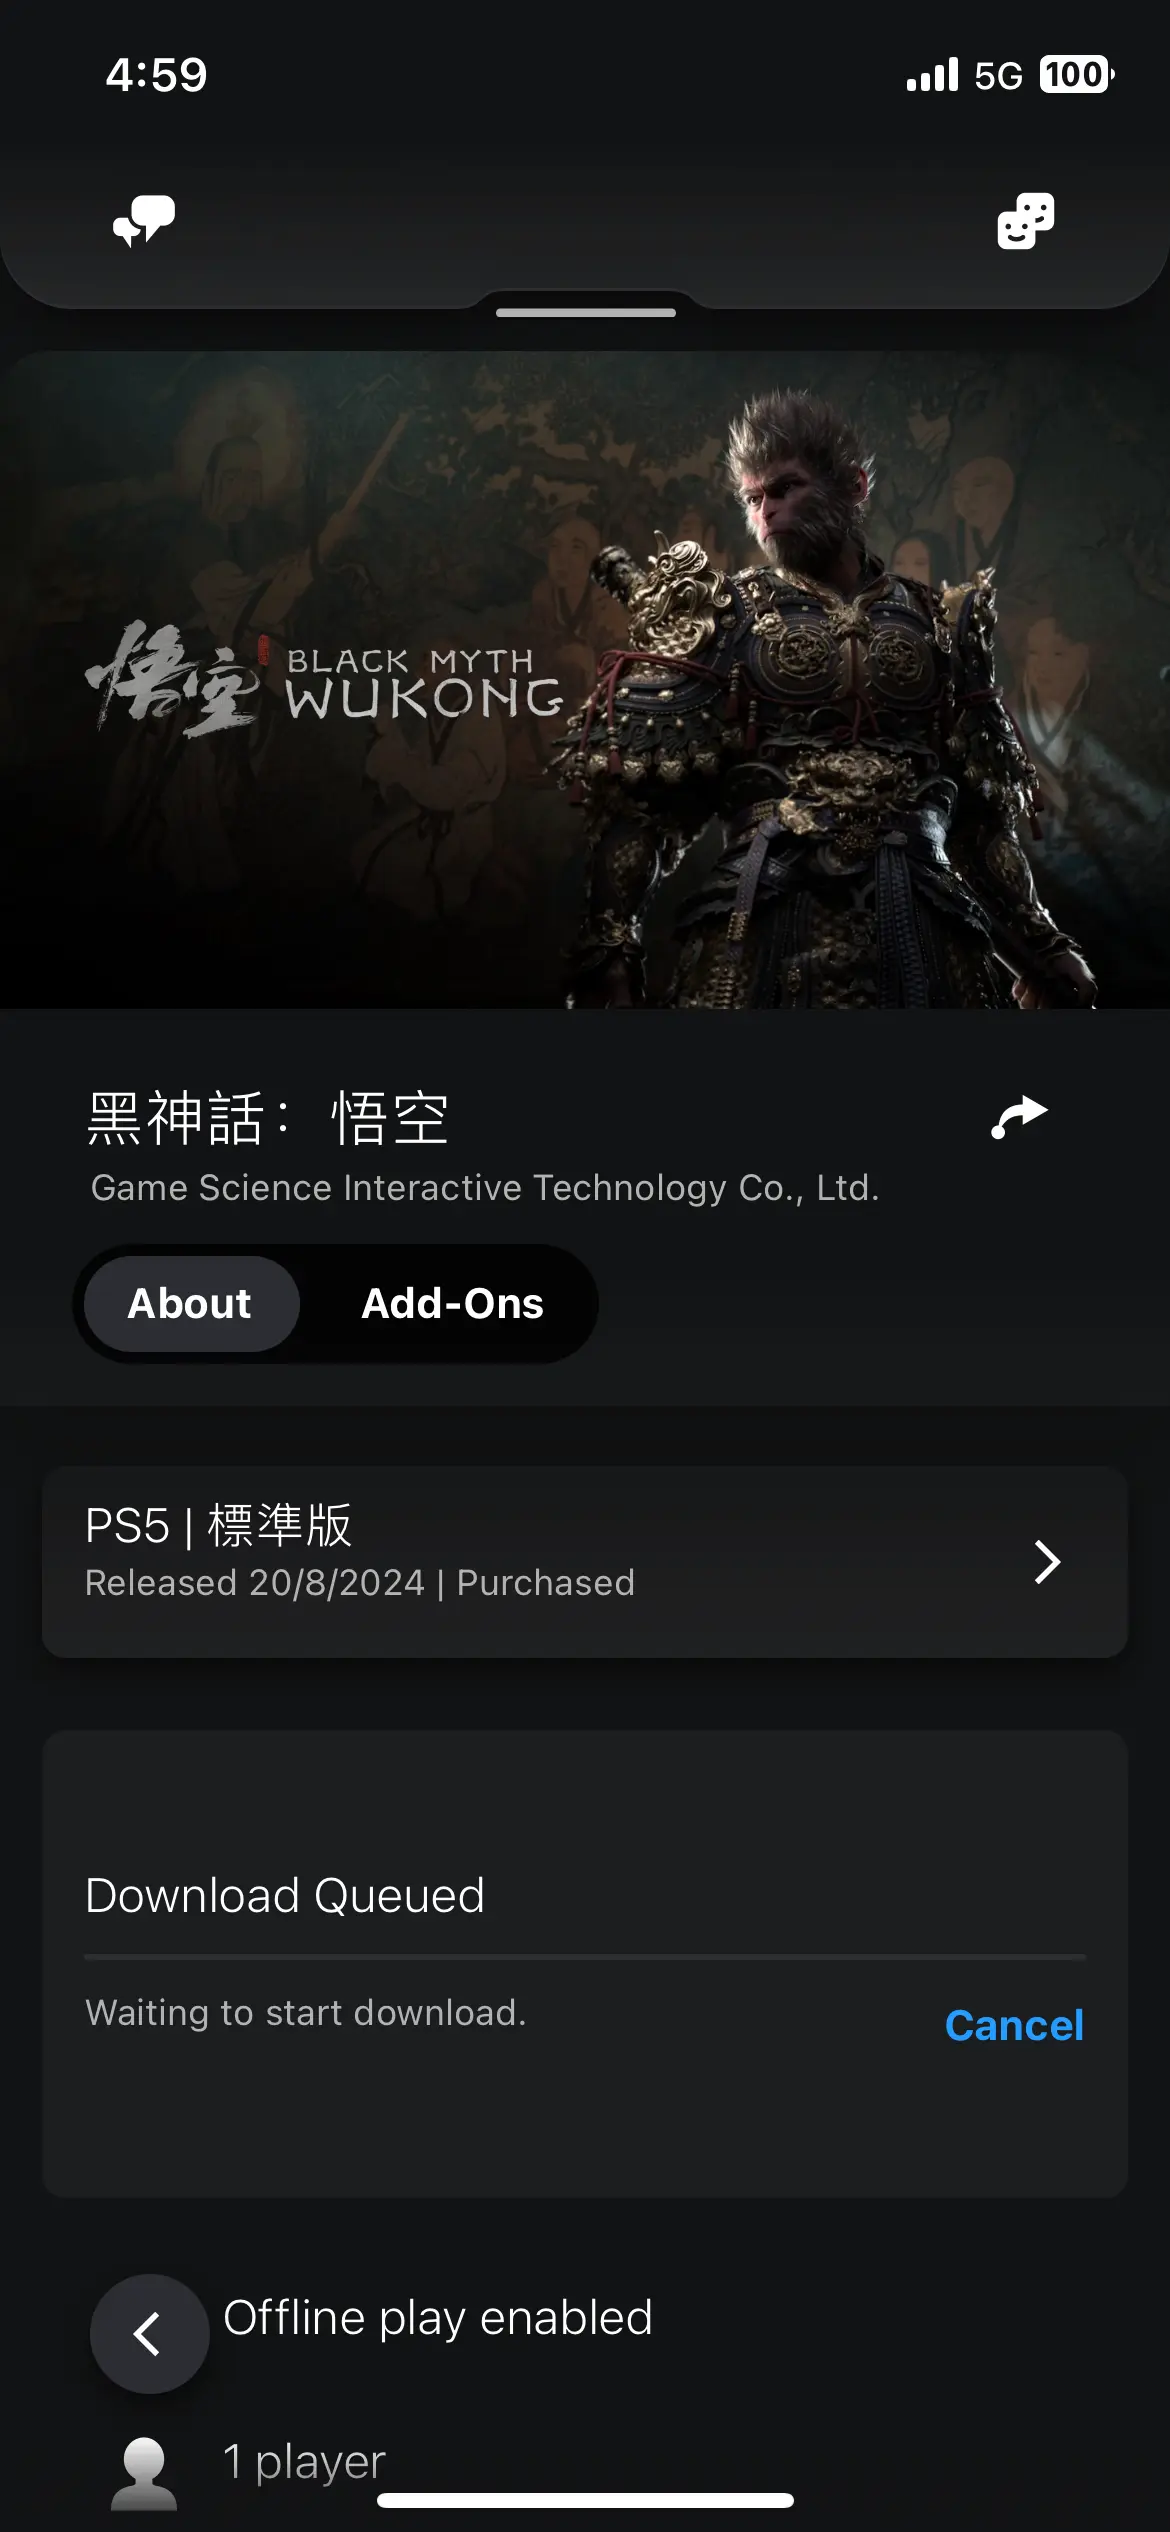 4:59
5G 100
悟空 BLACK MYTH
WUKONG
黑神話：悟空
Game Science Interactive Technology Co., Ltd.
About Add-Ons
PS5 | 標準版
Released 20/8/2024 | Purchased
Download Queued
Waiting to start download.
Cancel
Offline play enabled
1 player